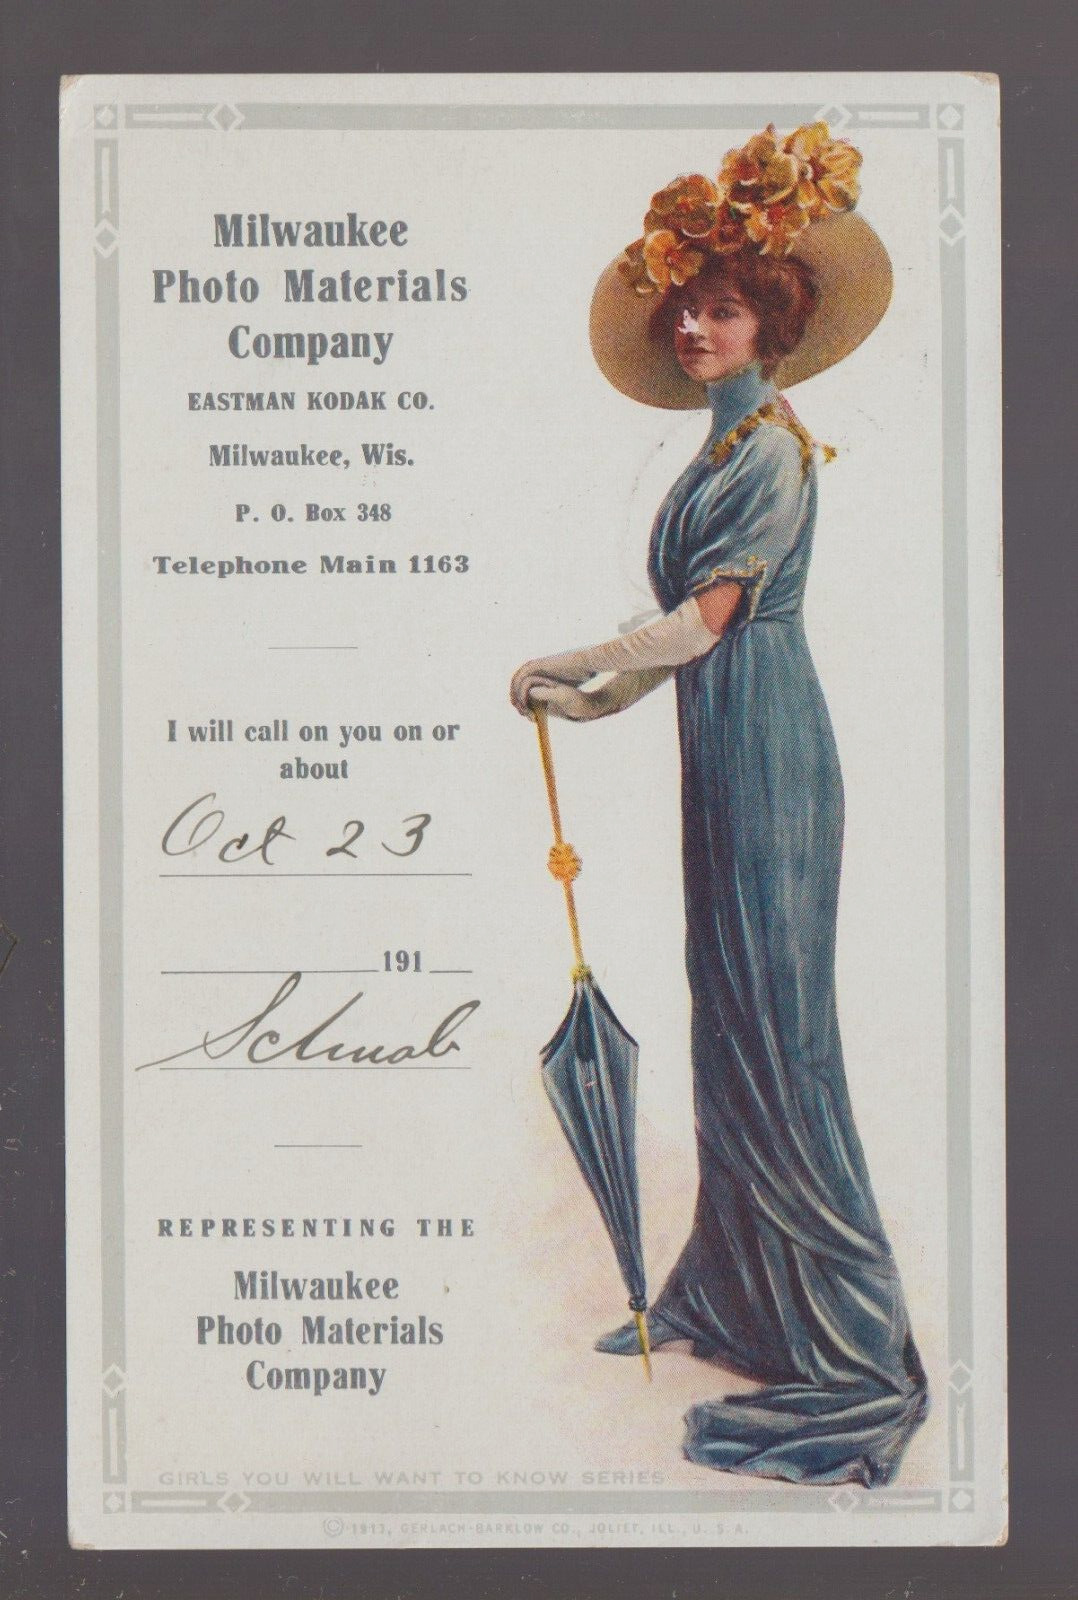 Milwaukee
Photo Materials
Company
EASTMAN KODAK CO.
Milwaukee, Wis.
P. O. Box 348
Telephone Main 1163
I will call on you on or
about
Oct 23
191
Schwab
REPRESENTING THE
Milwaukee
Photo Materials
Company
GIRLS YOU WILL WANT TO KNOW SERIES
GERLACH-BARKLOW CO., JOLIET, ILL., U. S. A.